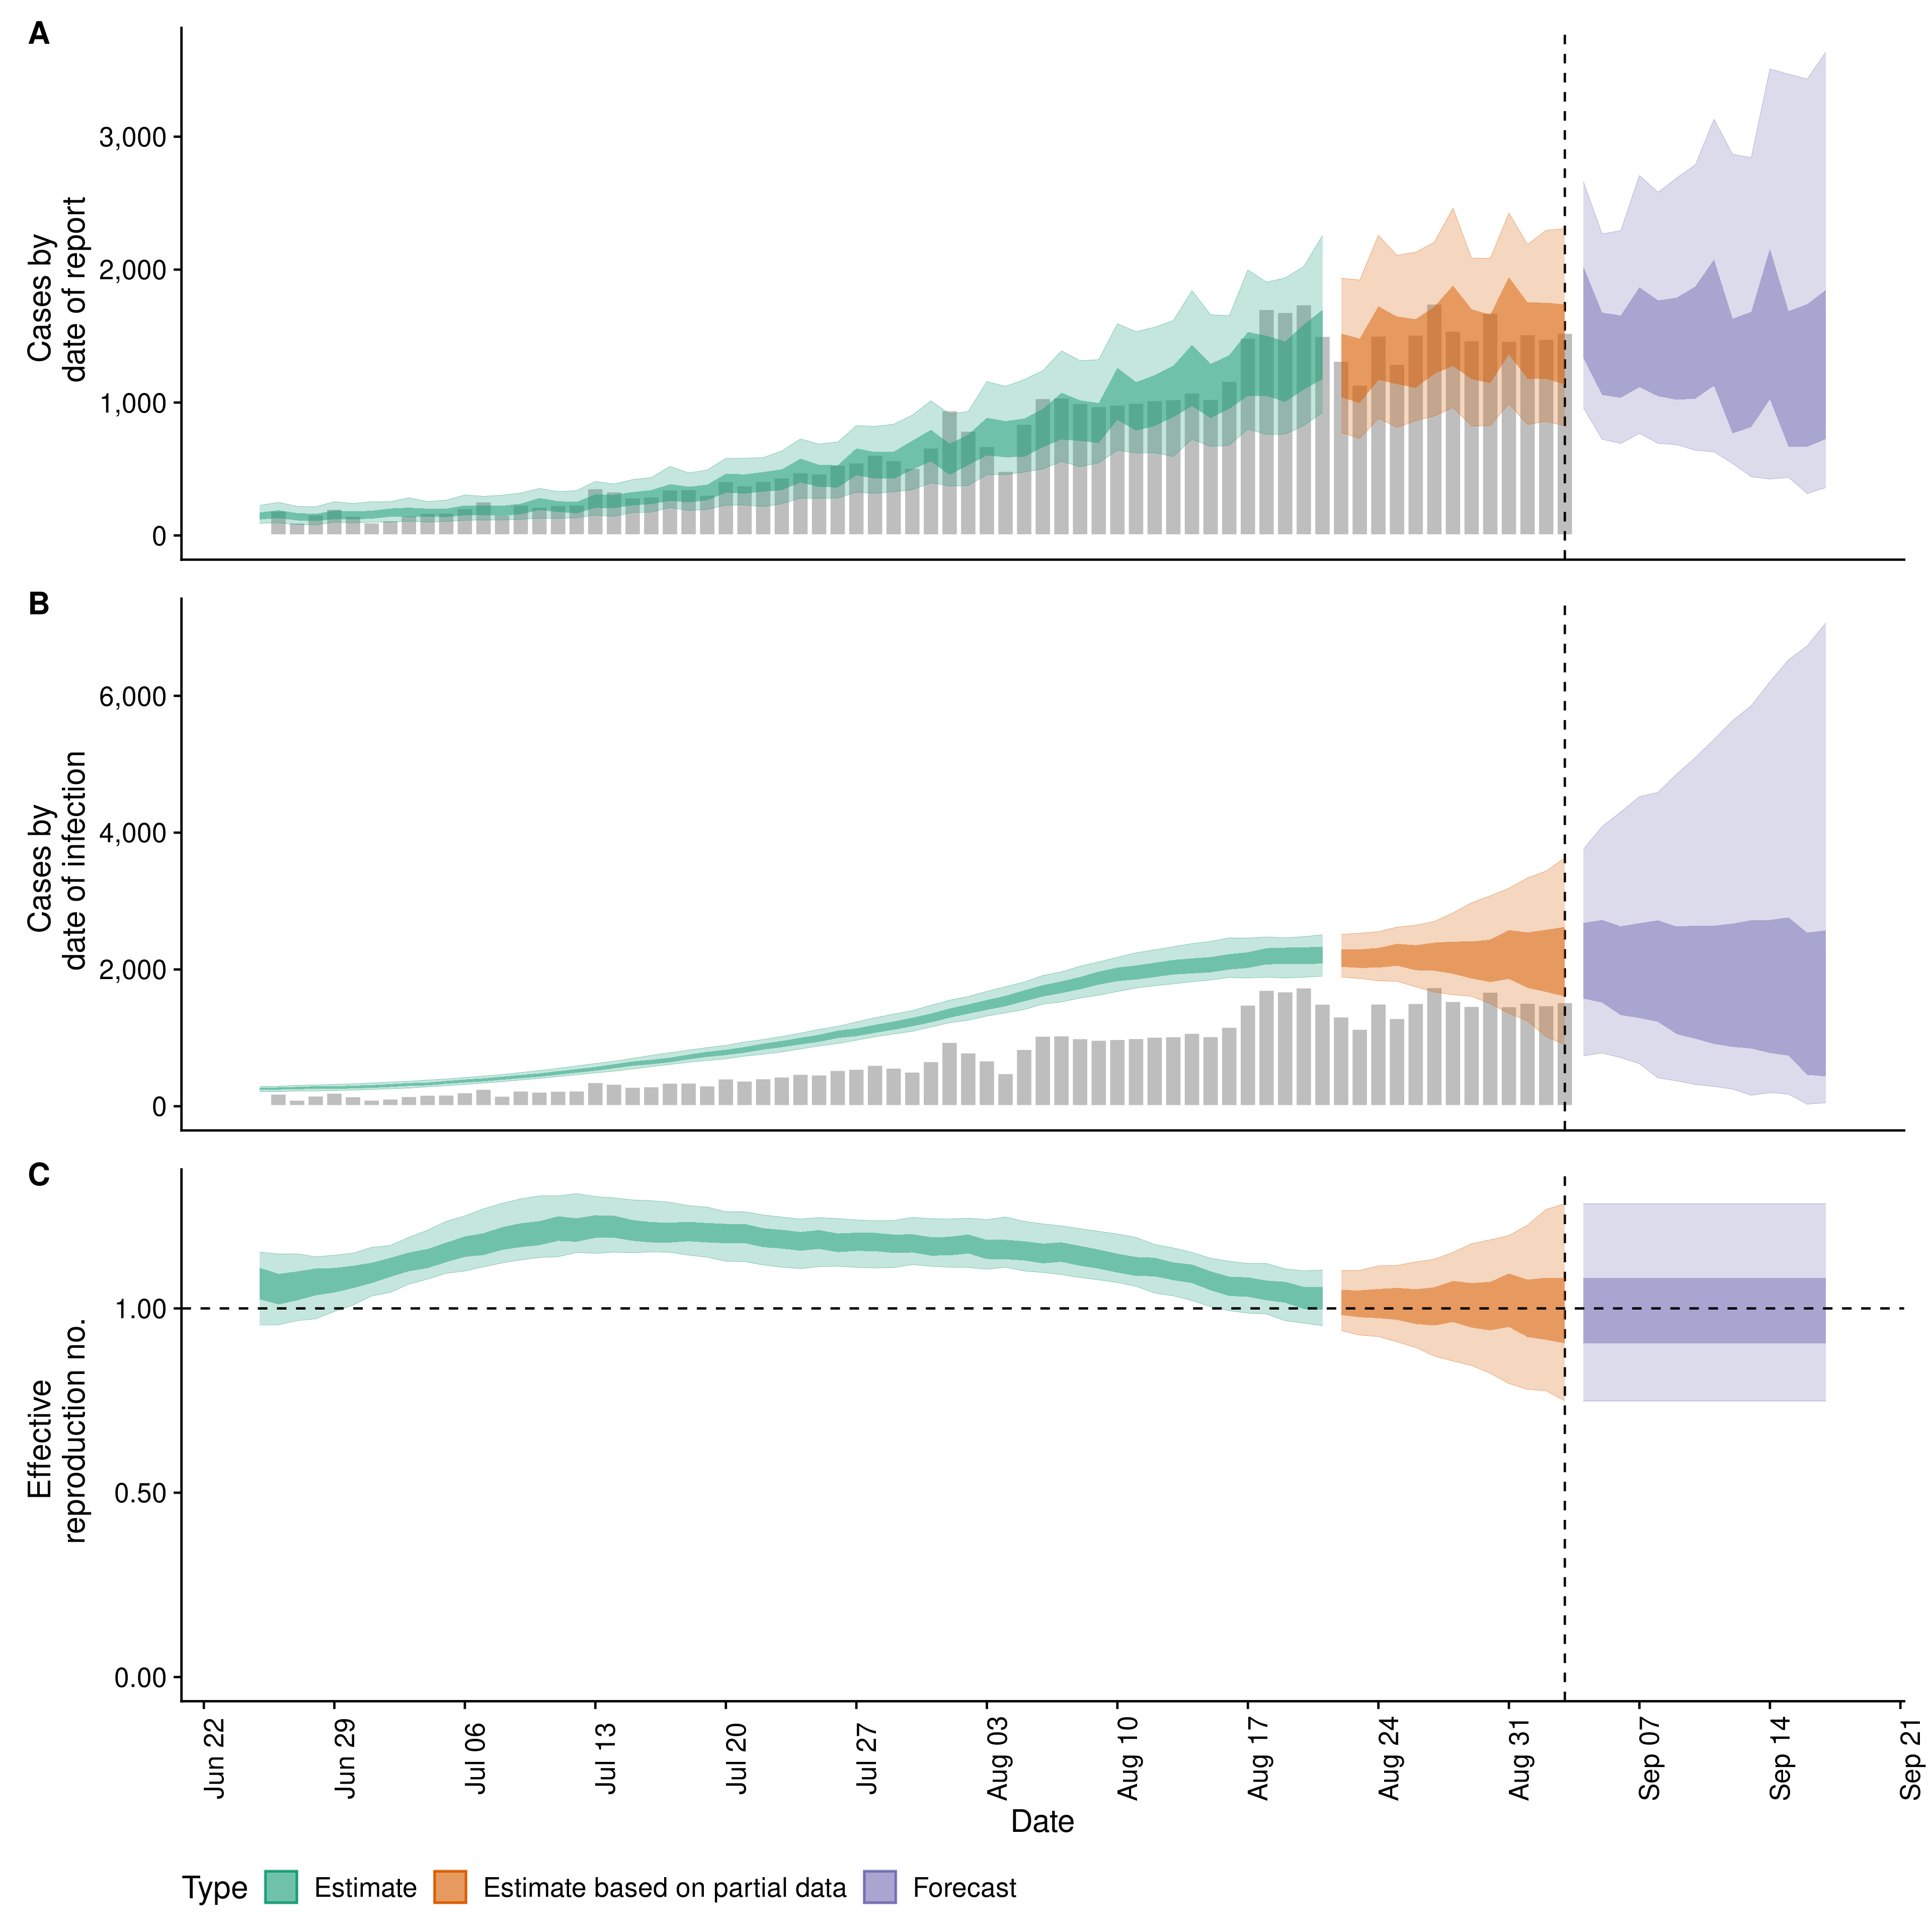 A
Cases by
date of report
3,000
2,000
1,000
0
B
Cases by
date of infection
6,000
4,000
2,000
0
C
Effective
reproduction no.
1.00
0.50
0.00
Jun 22
Jun 29
Jul 06
Jul 13
Jul 20
Jul 27
Aug 03
Aug 10
Aug 17
Aug 24
Aug 31
Sep 07
Sep 14
Sep 21
Date
Type Estimate Estimate based on partial data Forecast